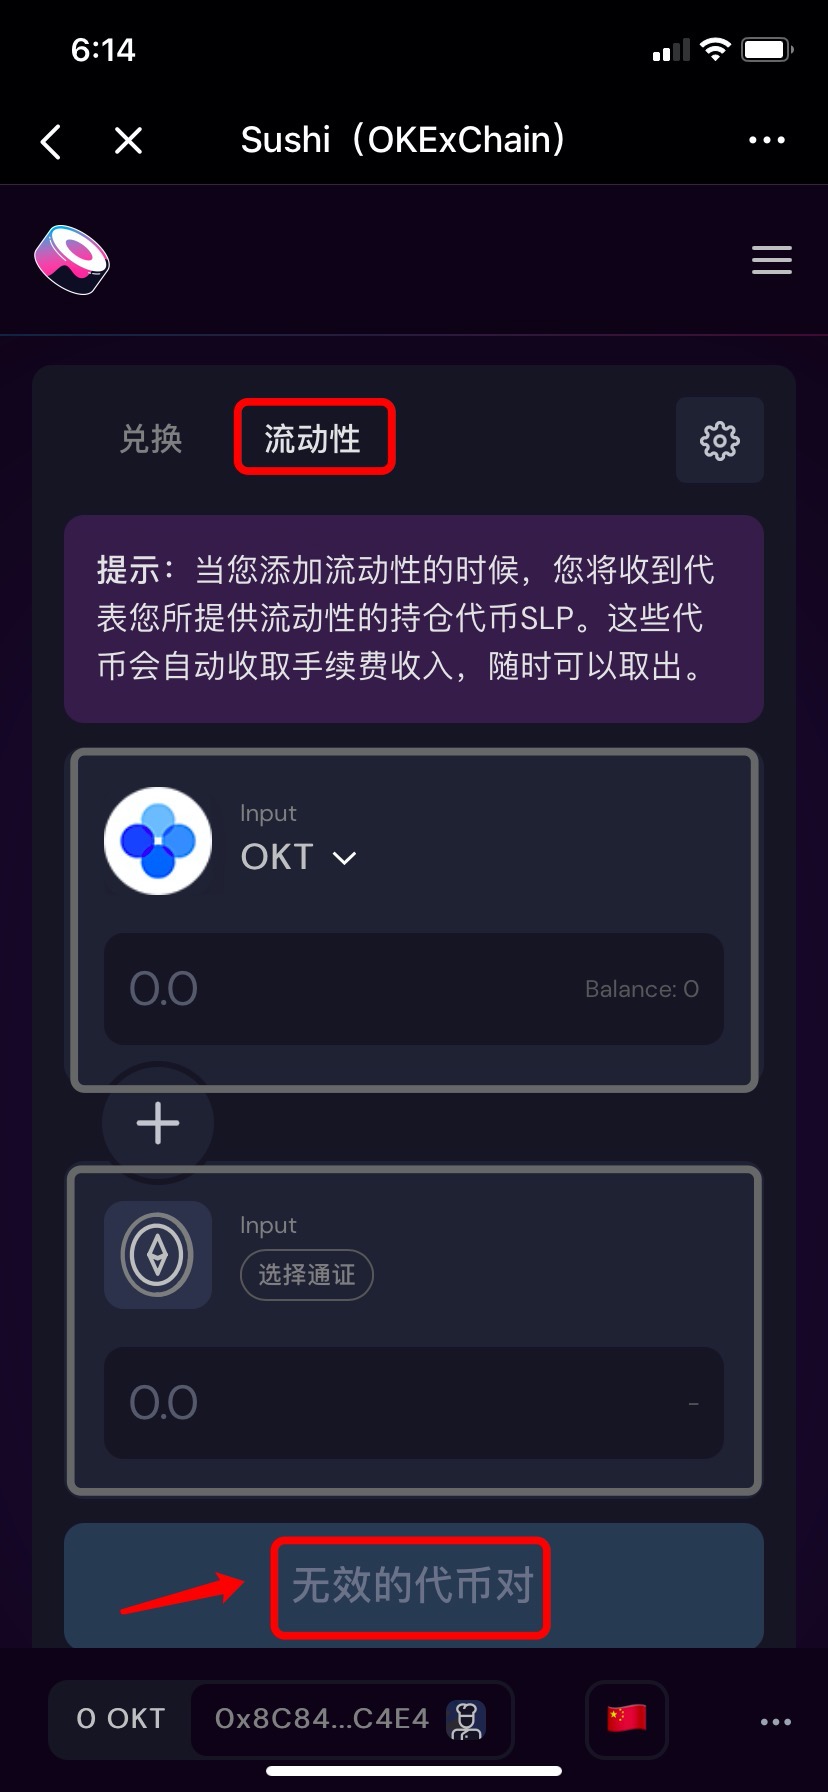 6:14
Sushi（OKExChain）
兑换
流动性
提示：当您添加流动性的时候，您将收到代
表您所提供流动性的持仓代币SLP。这些代
币会自动收取手续费收入，随时可以取出。
Input
OKT
0.0
Balance: 0
Input
选择通证
0.0
-
无效的代币对
0 OKT
0x8C84...C4E4